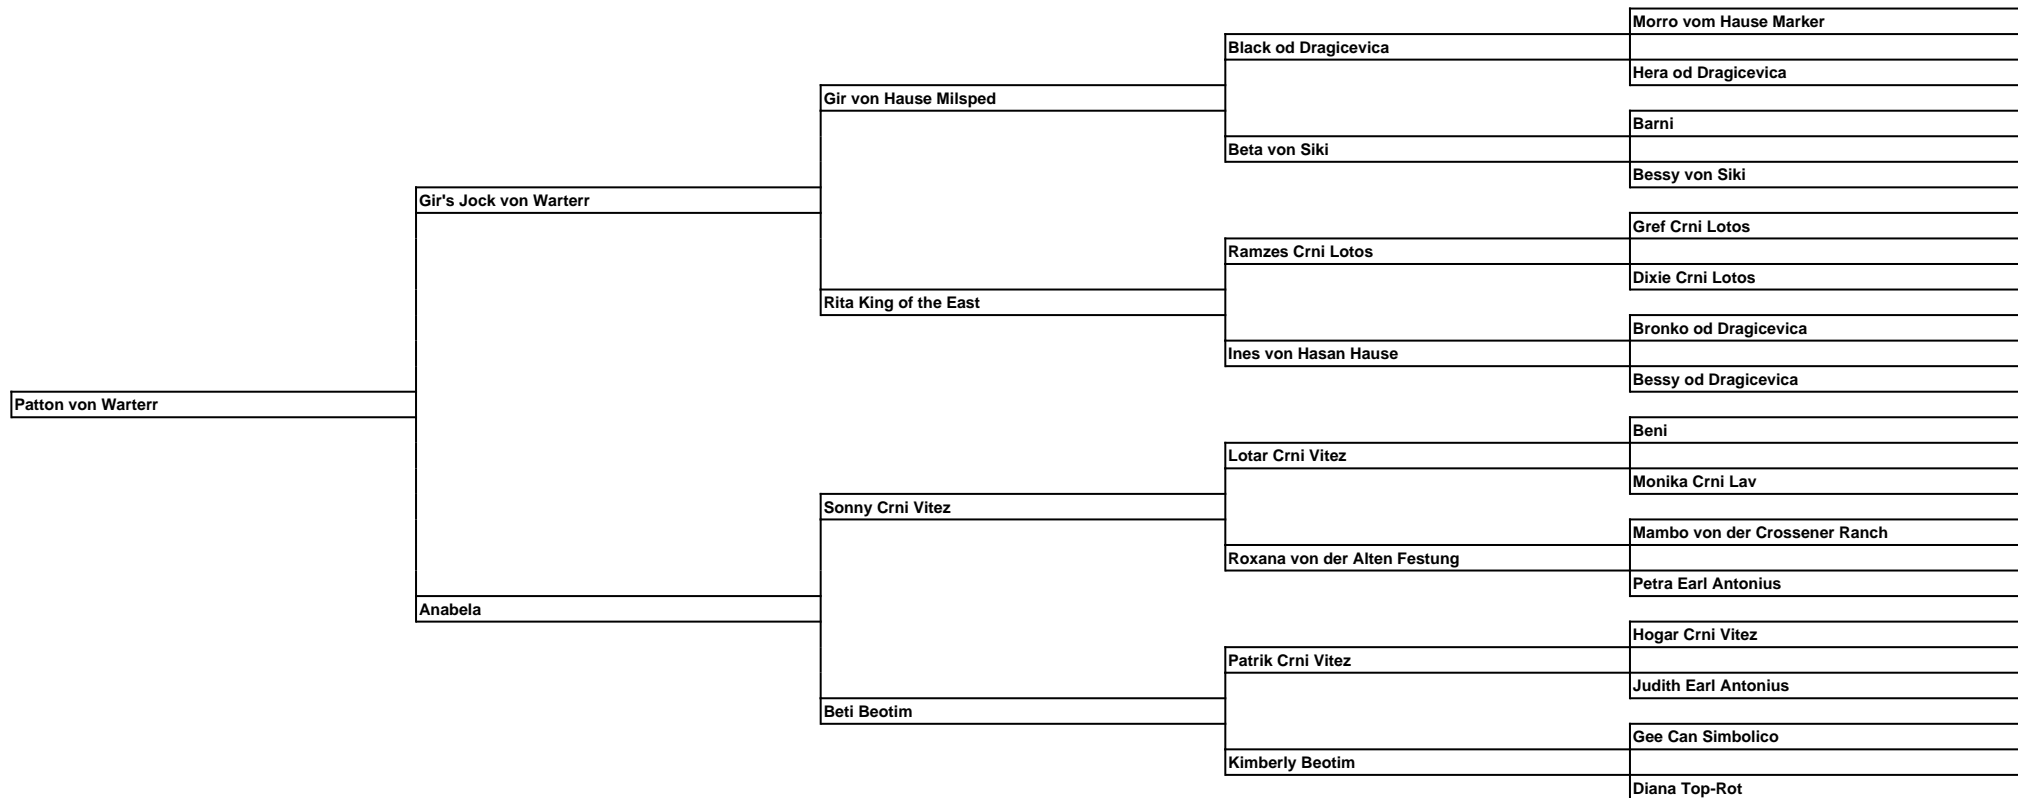 Morro vom Hause Marker
Black od Dragicevica
Hera od Dragicevica
Gir von Hause Milsped
Barni
Beta von Siki
Bessy von Siki
Gir's Jock von Warterr
Gref Crni Lotos
Ramzes Crni Lotos
Dixie Crni Lotos
Rita King of the East
Bronko od Dragicevica
Ines von Hasan Hause
Bessy od Dragicevica
Patton von Warterr
Beni
Lotar Crni Vitez
Monika Crni Lav
Sonny Crni Vitez
Mambo von der Crossener Ranch
Roxana von der Alten Festung
Petra Earl Antonius
Anabela
Hogar Crni Vitez
Patrik Crni Vitez
Judith Earl Antonius
Beti Beotim
Gee Can Simbolico
Kimberly Beotim
Diana Top-Rot